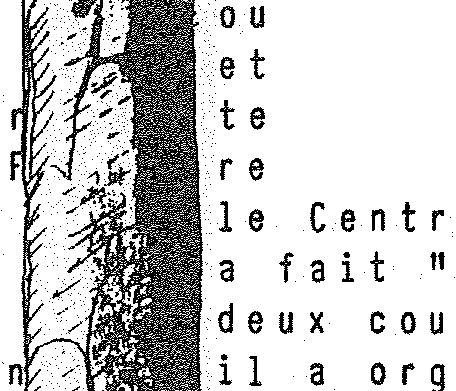 ou
et
te
r
re
F
le Centr
a fait "
deux cou
il a org
n